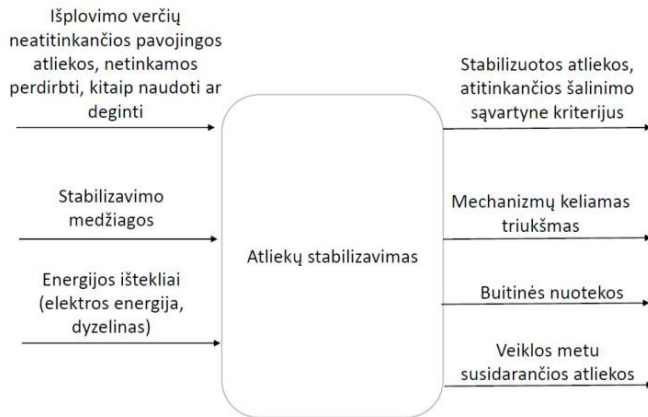 Išplovimo verčių
neatitinkančios pavojingos
atliekos, netinkamos
perdirbti, kitaip naudoti ar
deginti
Stabilizavimo
medžiagos
Energijos ištekliai
(elektros energija,
dyzelinas)
Atliekų stabilizavimas
Stabilizuotos atliekos,
atitinkančios šalinimo
sąvartyne kriterijus
Mechanizmų keliamas
triukšmas
Buitinės nuotekos
Veiklos metu
susidarančios atliekos